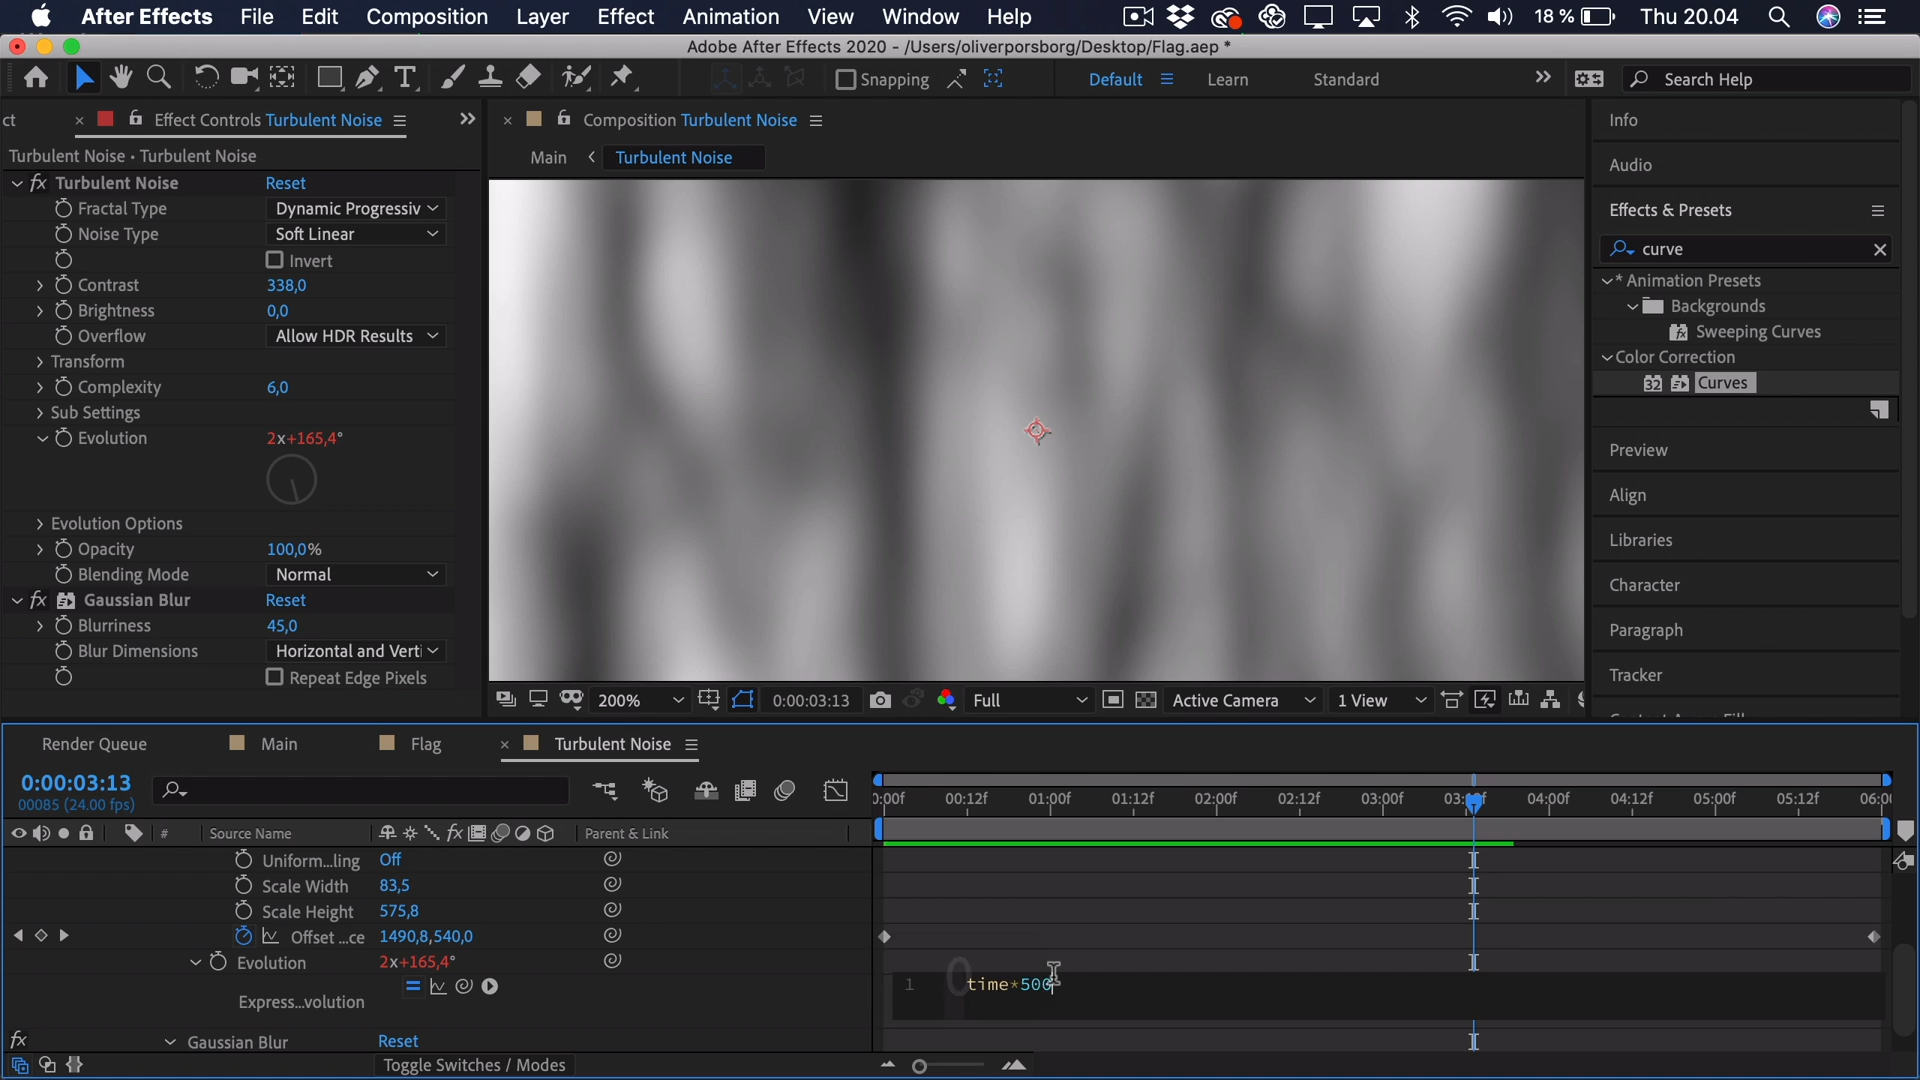 After Effects File Edit Composition Layer Effect Animation View Window Help 18 % Thu 20.04
Adobe After Effects 2020 - /Users/oliverporsborg/Desktop/Flag.aep *
Snapping Default Learn Standard Search Help
ct Effect Controls Turbulent Noise
Composition Turbulent Noise
Main Turbulent Noise
Turbulent Noise • Turbulent Noise
fx Turbulent Noise Reset
Fractal Type Dynamic Progressiv
Noise Type Soft Linear
Invert
Contrast 338,0
Brightness 0,0
Overflow Allow HDR Results
Transform
Complexity 6,0
Sub Settings
Evolution 2x+165,4°
Evolution Options
Opacity 100,0%
Blending Mode Normal
fx Gaussian Blur Reset
Blurriness 45,0
Blur Dimensions Horizontal and Verti
Repeat Edge Pixels
200% 0:00:03:13 Full Active Camera 1 View
Info
Audio
Effects & Presets
curve
* Animation Presets
Backgrounds
Sweeping Curves
Color Correction
32 Curves
Preview
Align
Libraries
Character
Paragraph
Tracker
Render Queue Main Flag Turbulent Noise
0:00:03:13
00085 (24.00 fps)
:00f 00:12f 01:00f 01:12f 02:00f 02:12f 03:00f 04:00f 04:12f 05:00f 05:12f 06:0
# Source Name fx Parent & Link
Uniform...ling Off
Scale Width 83,5
Scale Height 575,8
Offset ...ce 1490,8,540,0
Evolution 2x+165,4°
1 time*500
Express...volution
fx Gaussian Blur Reset
Toggle Switches / Modes